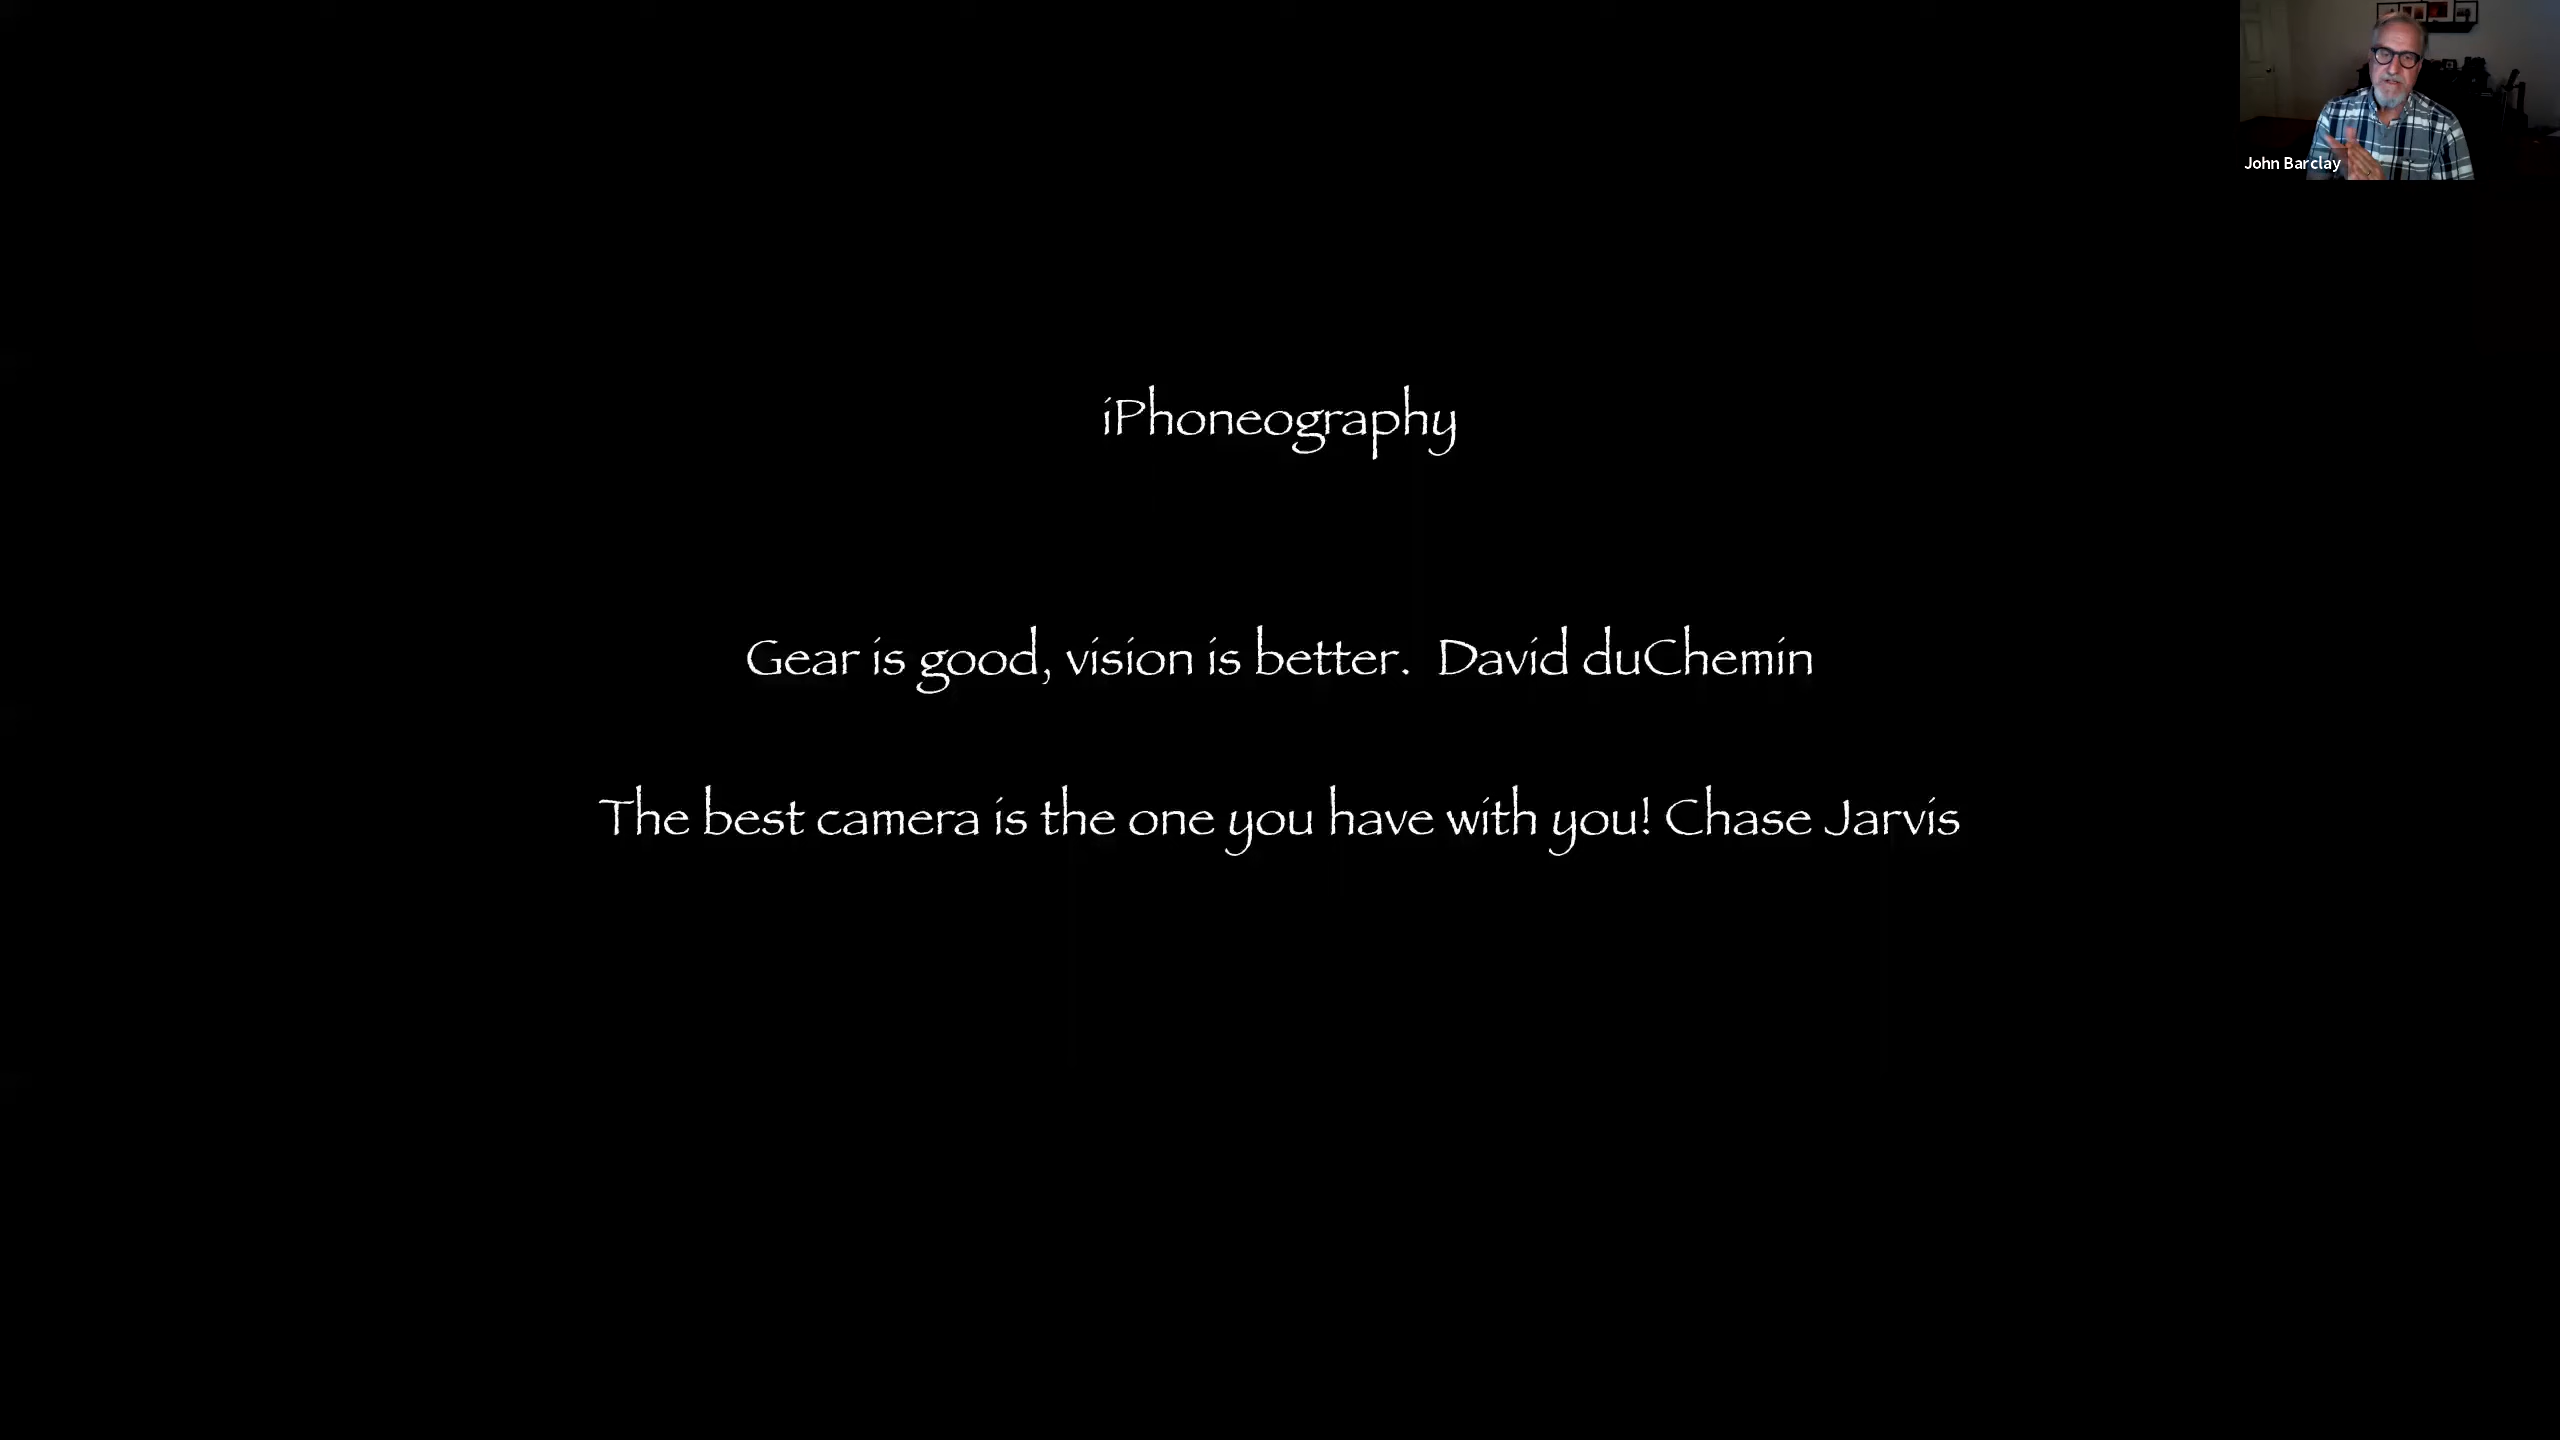 John Barclay
iPhoneography
Gear is good, vision is better. David duChemin
The best camera is the one you have with you! Chase Jarvis